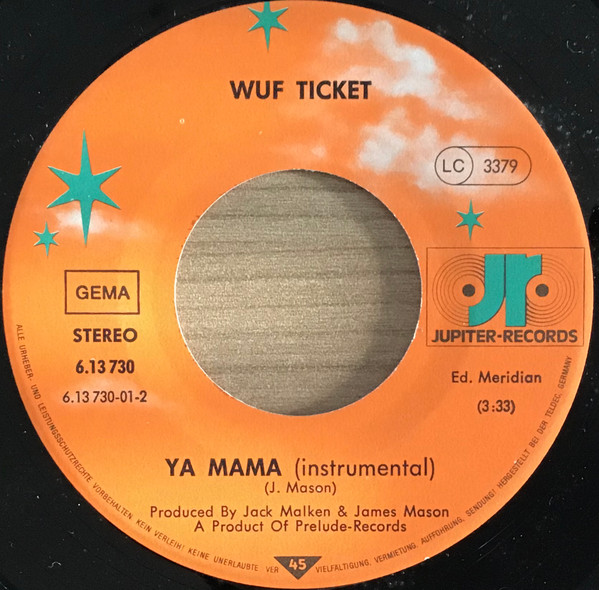 WUF TICKET
LC 3379
JR
JUPITER-RECORDS
GEMA
STEREO
6.13 730
6.13 730-01-2
Ed. Meridian
(3:33)
YA MAMA (instrumental)
(J. Mason)
Produced By Jack Malken & James Mason
A Product Of Prelude-Records
ALLE URHEBER- UND LEISTUNGSSCHUTZRECHTE VORBEHALTEN KEIN VERLEIH! KEINE UNERLAUBTE VER 45 VIELFÄLTIGUNG, VERMIETUNG, AUFFÜHRUNG, SENDUNG! HERGESTELLT BEI DER TELDEC, GERMANY